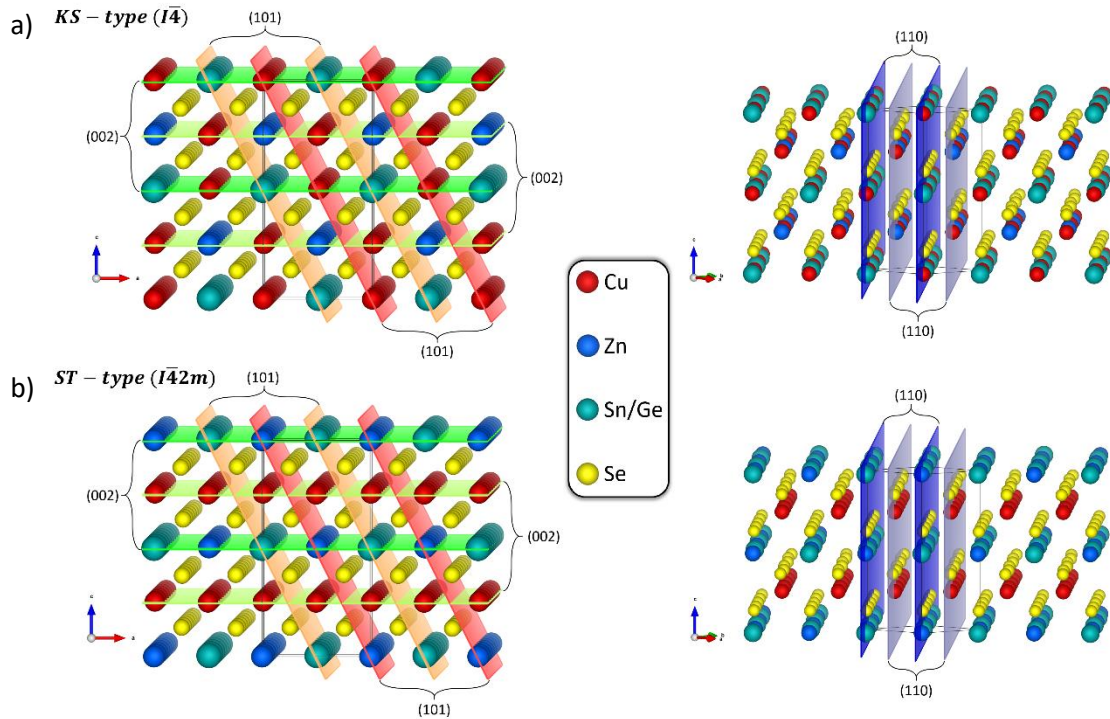 a) KS − type (I4̅)
(101)
(002)
(002)
(101)
c
a
(110)
(110)
c
b
a
Cu
Zn
Sn/Ge
Se
b) ST − type (I4̅2m)
(101)
(002)
(002)
(101)
c
a
(110)
(110)
c
b
a